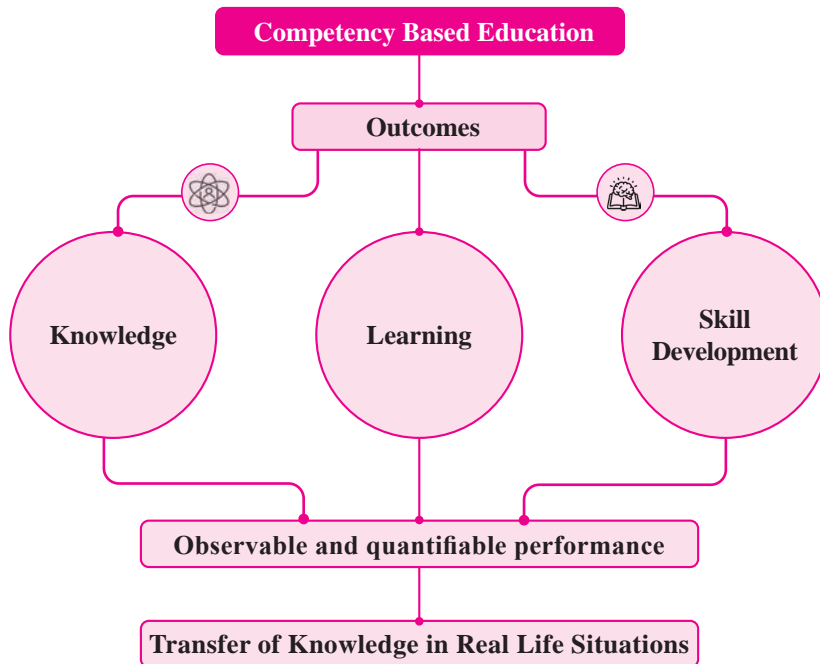 Competency Based Education
Outcomes
Knowledge
Learning
Skill
Development
Observable and quantifiable performance
Transfer of Knowledge in Real Life Situations